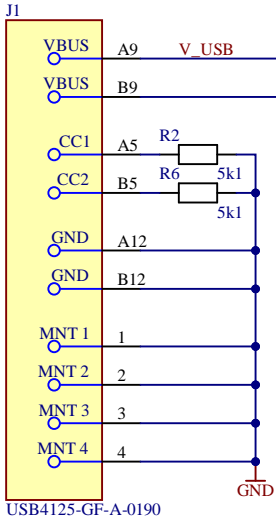 J1
VBUS A9 V_USB
VBUS B9
CC1 A5 R2 5k1
CC2 B5 R6 5k1
GND A12
GND B12
MNT 1 1
MNT 2 2
MNT 3 3
MNT 4 4
GND
USB4125-GF-A-0190